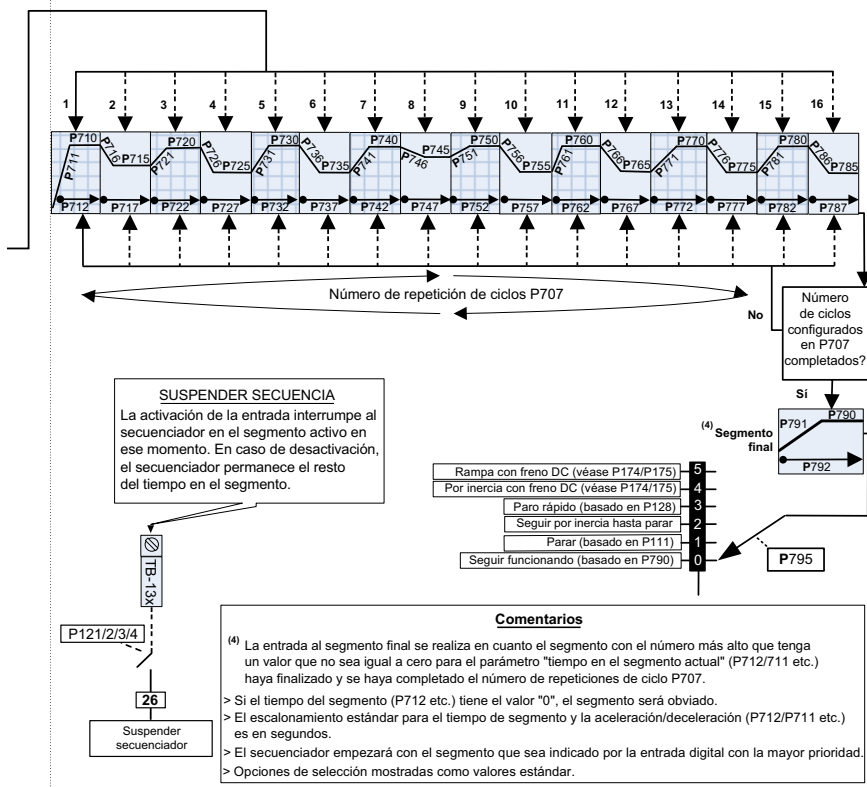 1 2 3 4 5 6 7 8 9 10 11 12 13 14 15 16
P710 P711 P712
P716 P715 P717
P720 P721 P722
P726 P725 P727
P730 P731 P732
P736 P735 P737
P740 P741 P742
P745 P746 P747
P750 P751 P752
P756 P755 P757
P760 P761 P762
P766 P765 P767
P770 P771 P772
P776 P775 P777
P780 P781 P782
P786 P785 P787
Número de repetición de ciclos P707
No
Número
de ciclos
configurados
en P707
completados?
Sí
(4) Segmento
final
P791 P790
P792
SUSPENDER SECUENCIA
La activación de la entrada interrumpe al
secuenciador en el segmento activo en
ese momento. En caso de desactivación,
el secuenciador permanece el resto
del tiempo en el segmento.
TB-13x
P121/2/3/4
26
Suspender
secuenciador
Rampa con freno DC (véase P174/P175) 5
Por inercia con freno DC (véase P174/175) 4
Paro rápido (basado en P128) 3
Seguir por inercia hasta parar 2
Parar (basado en P111) 1
Seguir funcionando (basado en P790) 0
P795
Comentarios
(4) La entrada al segmento final se realiza en cuanto el segmento con el número más alto que tenga
un valor que no sea igual a cero para el parámetro "tiempo en el segmento actual" (P712/711 etc.)
haya finalizado y se haya completado el número de repeticiones de ciclo P707.
> Si el tiempo del segmento (P712 etc.) tiene el valor "0", el segmento será obviado.
> El escalonamiento estándar para el tiempo de segmento y la aceleración/deceleración (P712/P711 etc.)
es en segundos.
> El secuenciador empezará con el segmento que sea indicado por la entrada digital con la mayor prioridad.
> Opciones de selección mostradas como valores estándar.